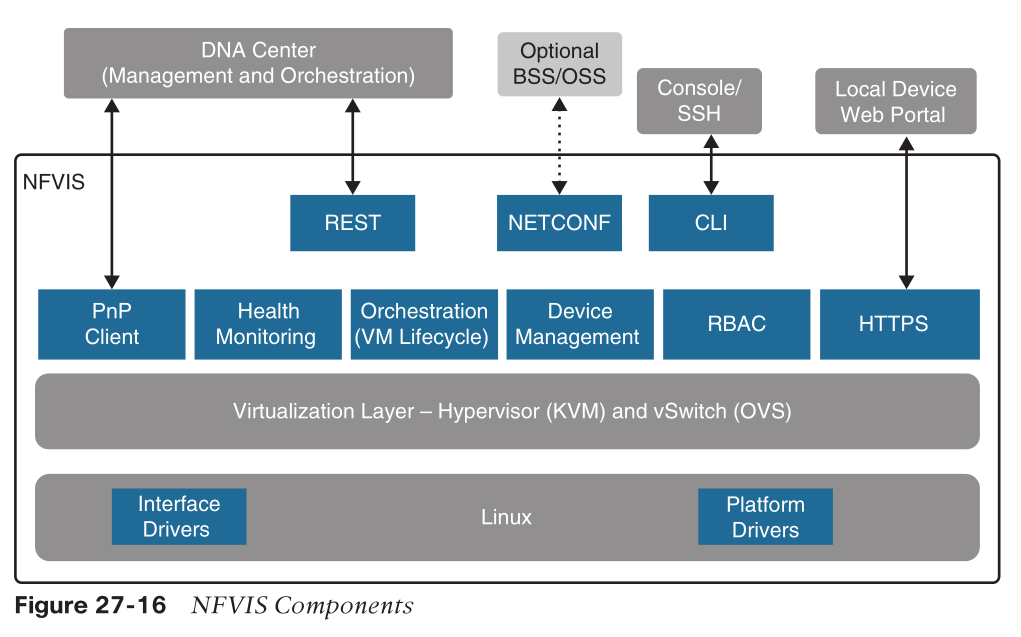 DNA Center
(Management and Orchestration)
Optional
BSS/OSS
Console/
SSH
Local Device
Web Portal
NFVIS
REST
NETCONF
CLI
PnP
Client
Health
Monitoring
Orchestration
(VM Lifecycle)
Device
Management
RBAC
HTTPS
Virtualization Layer – Hypervisor (KVM) and vSwitch (OVS)
Interface
Drivers
Linux
Platform
Drivers
Figure 27-16 NFVIS Components